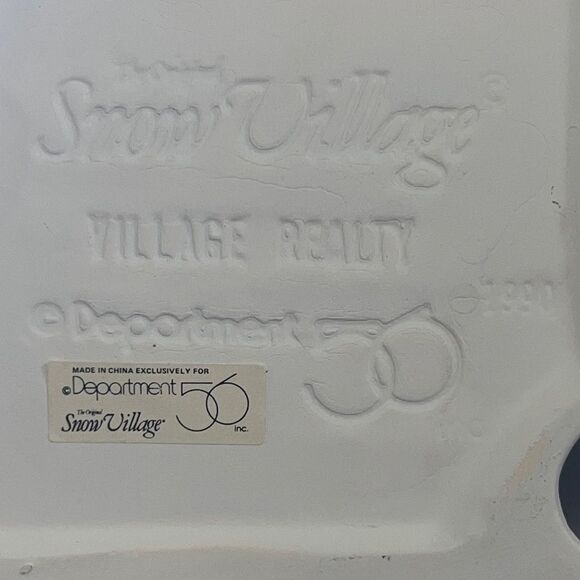 The Original
Snow Village ©
VILLAGE REALTY
© 1990
© Department 56
MADE IN CHINA EXCLUSIVELY FOR
© Department 56 inc.
The Original
Snow Village®